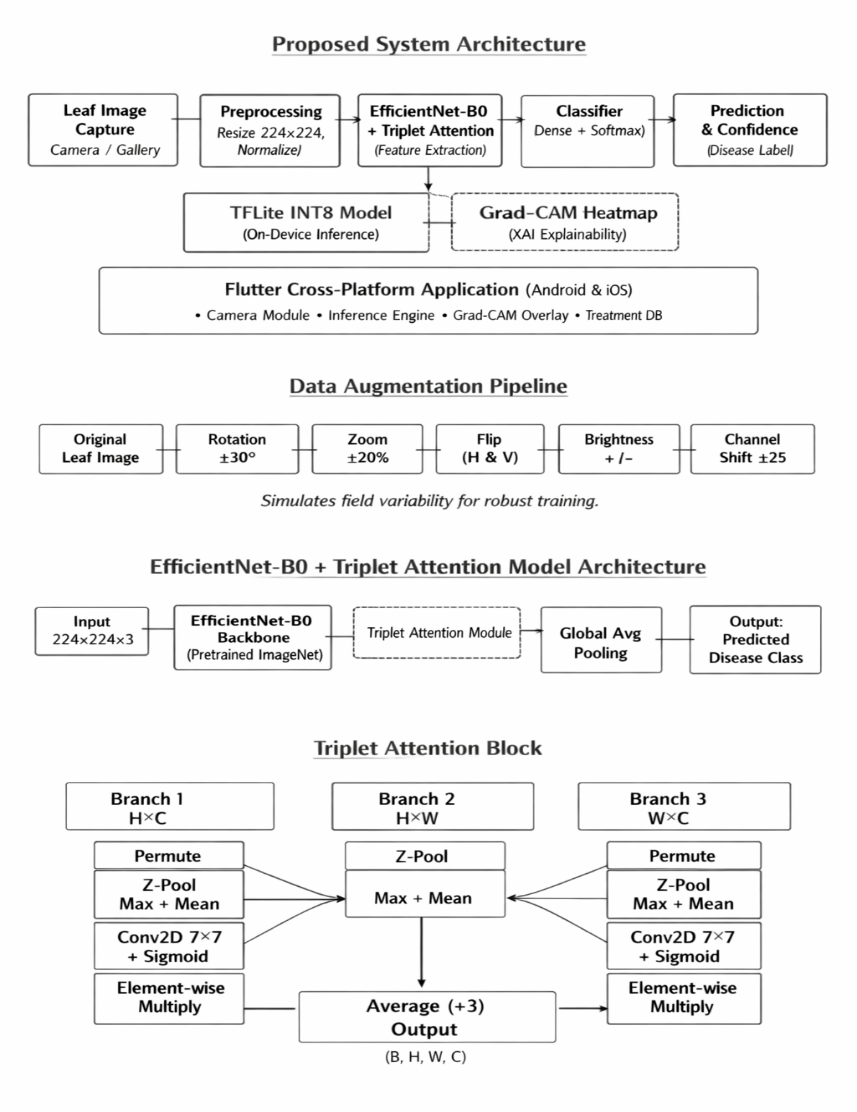 Proposed System Architecture
Leaf Image
Capture
Camera / Gallery
Preprocessing
Resize 224×224,
Normalize)
EfficientNet-B0
+ Triplet Attention
(Feature Extraction)
Classifier
Dense + Softmax)
Prediction
& Confidence
(Disease Label)
TFLite INT8 Model
(On-Device Inference)
Grad-CAM Heatmap
(XAI Explainability)
Flutter Cross-Platform Application (Android & iOS)
• Camera Module • Inference Engine • Grad-CAM Overlay • Treatment DB
Data Augmentation Pipeline
Original
Leaf Image
Rotation
±30°
Zoom
±20%
Flip
(H & V)
Brightness
+ /−
Channel
Shift ±25
Simulates field variability for robust training.
EfficientNet-B0 + Triplet Attention Model Architecture
Input
224×224×3
EfficientNet-B0
Backbone
(Pretrained ImageNet)
Triplet Attention Module
Global Avg
Pooling
Output:
Predicted
Disease Class
Triplet Attention Block
Branch 1
H×C
Permute
Z-Pool
Max + Mean
Conv2D 7×7
+ Sigmoid
Element-wise
Multiply
Branch 2
H×W
Z-Pool
Max + Mean
Average (+3)
Output
(B, H, W, C)
Branch 3
W×C
Permute
Z-Pool
Max + Mean
Conv2D 7×7
+ Sigmoid
Element-wise
Multiply